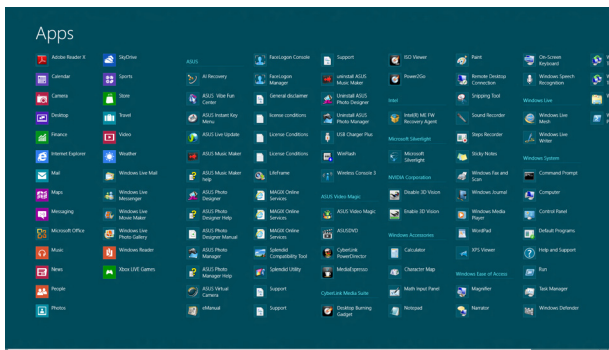 Apps
Adobe Reader X
Calendar
Camera
Desktop
Finance
Internet Explorer
Mail
Maps
Messaging
Microsoft Office
Music
News
People
Photos
SkyDrive
Sports
Store
Travel
Video
Weather
Windows Live Mail
Windows Live
Messenger
Windows Live
Movie Maker
Windows Live
Photo Gallery
Windows Reader
Xbox LIVE Games
ASUS
AI Recovery
ASUS Vibe Fun
Center
ASUS Instant Key
Menu
ASUS Live Update
ASUS Music Maker
ASUS Music Maker
help
ASUS Photo
Designer
ASUS Photo
Designer Help
ASUS Photo
Designer Manual
ASUS Photo
Manager
ASUS Photo
Manager Help
ASUS Virtual
Camera
eManual
FaceLogon Console
FaceLogon
Manager
General disclaimer
license conditions
License Conditions
License Conditions
LifeFrame
MAGIX Online
Services
MAGIX Online
Services
MAGIX Online
Services
Splendid
Compatibility Tool
Splendid Utility
Support
Support
Support
uninstall ASUS
Music Maker
Uninstall ASUS
Photo Designer
Uninstall ASUS
Photo Manager
USB Charger Plus
WinFlash
Wireless Console 3
ASUS Video Magic
ASUS Video Magic
ASUSDVD
CyberLink
PowerDirector
MediaEspresso
CyberLink Media Suite
Desktop Burning
Gadget
ISO Viewer
Power2Go
Intel
Intel(R) ME FW
Recovery Agent
Microsoft Silverlight
Microsoft
Silverlight
NVIDIA Corporation
Disable 3D Vision
Enable 3D Vision
Windows Accessories
Calculator
Character Map
Math Input Panel
Notepad
Paint
Remote Desktop
Connection
Snipping Tool
Sound Recorder
Steps Recorder
Sticky Notes
Windows Fax and
Scan
Windows Journal
Windows Media
Player
WordPad
XPS Viewer
Windows Ease of Access
Magnifier
Narrator
On-Screen
Keyboard
Windows Speech
Recognition
Windows Live
Windows Live
Mesh
Windows Live
Writer
Windows System
Command Prompt
Computer
Control Panel
Default Programs
Help and Support
Run
Task Manager
Windows Defender